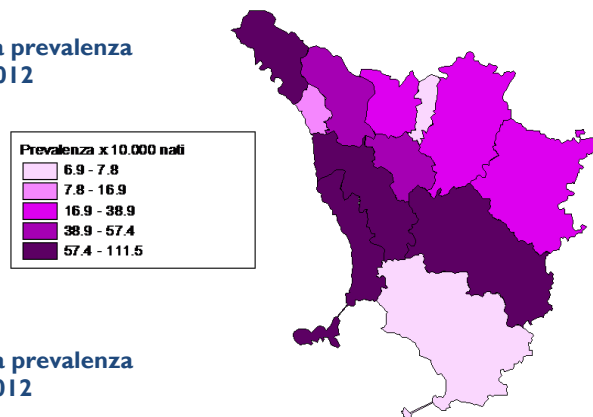 a prevalenza
012
Prevalenza x 10.000 nati
6.9 - 7.8
7.8 - 16.9
16.9 - 38.9
38.9 - 57.4
57.4 - 111.5
a prevalenza
012